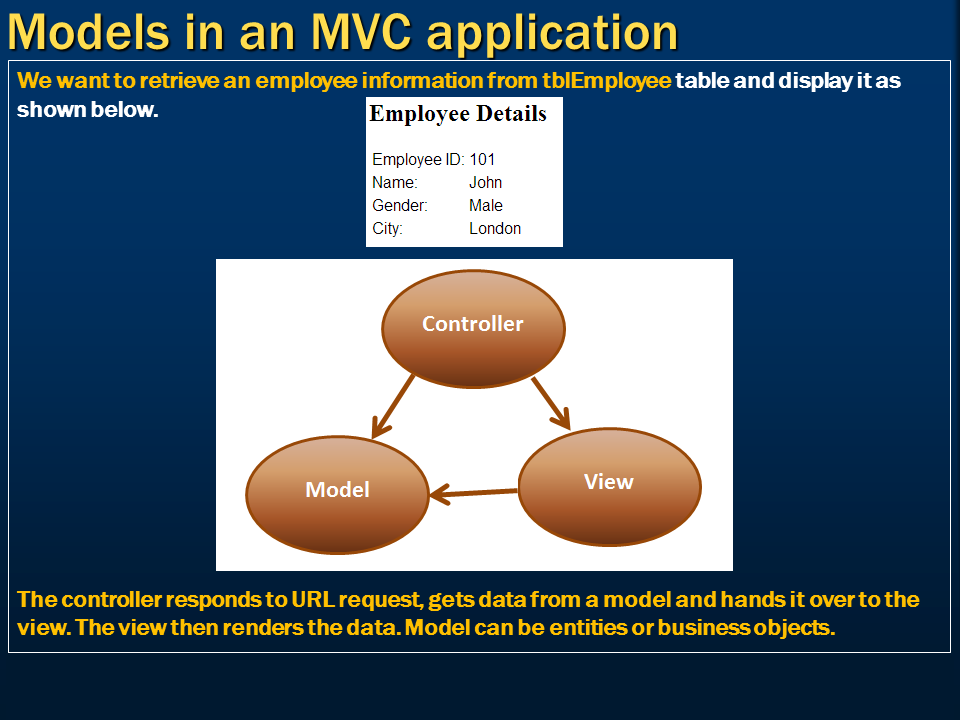 Models in an MVC application
We want to retrieve an employee information from tblEmployee table and display it as
shown below.
Employee Details
Employee ID: 101
Name: John
Gender: Male
City: London
Controller
Model
View
The controller responds to URL request, gets data from a model and hands it over to the
view. The view then renders the data. Model can be entities or business objects.